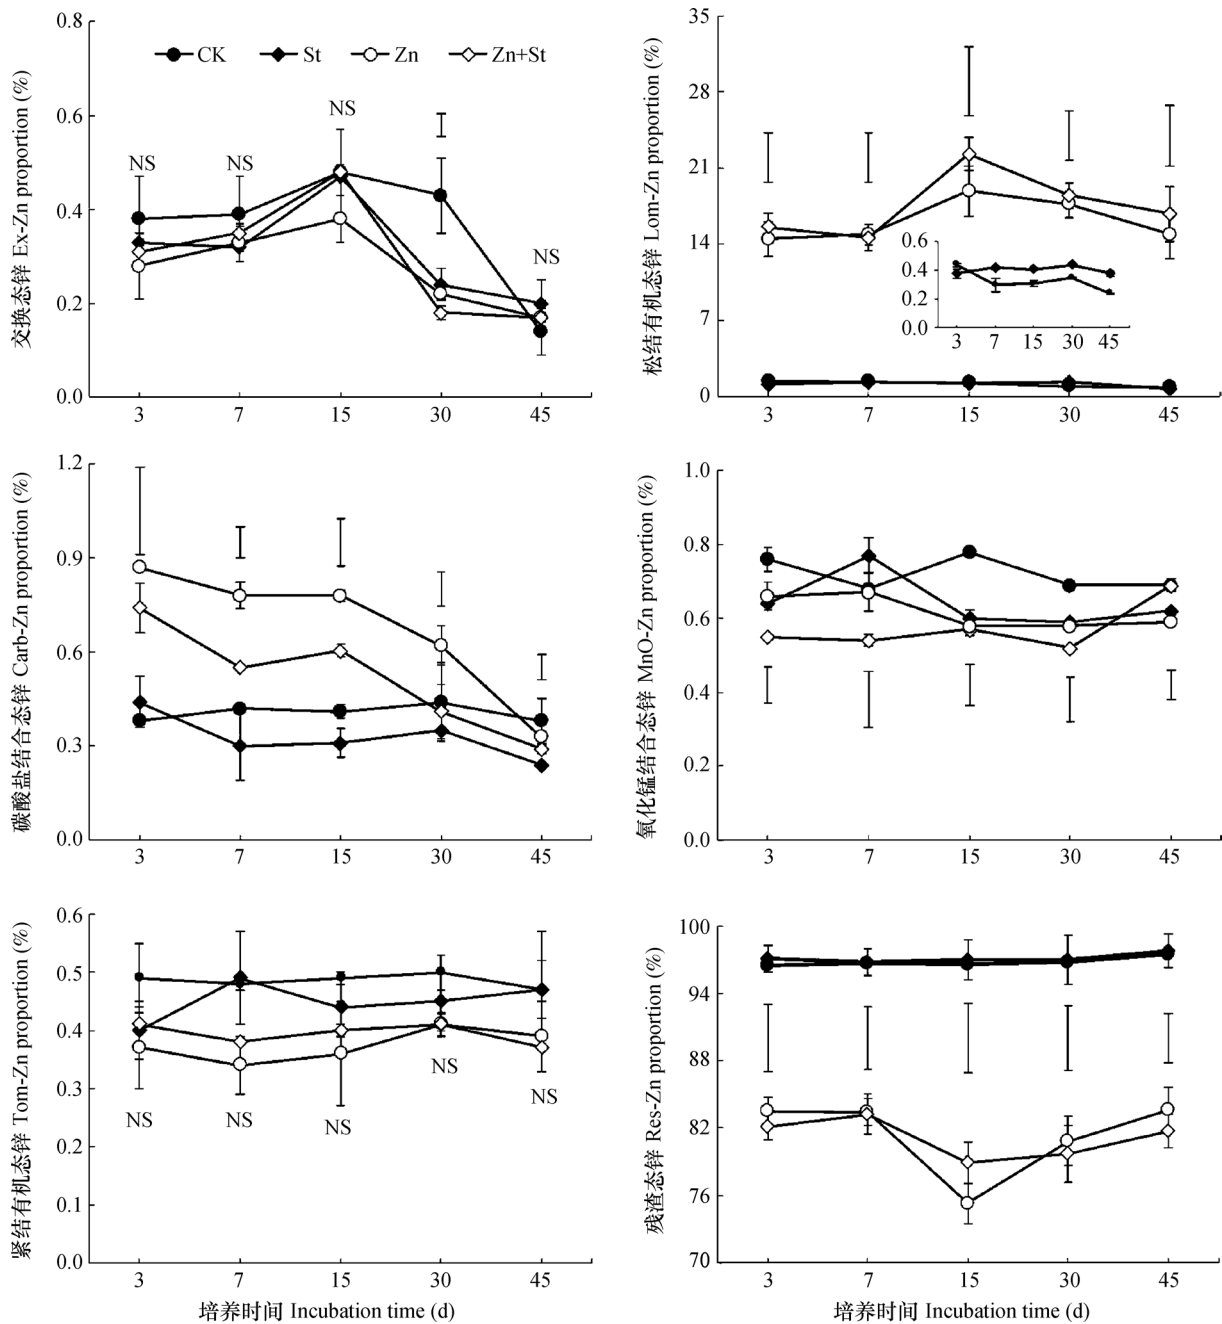 交换态锌 Ex-Zn proportion (%)
0.8
0.6
0.4
0.2
0.0
CK St Zn Zn+St
NS NS NS NS
3 7 15 30 45
松结有机态锌 Lom-Zn proportion (%)
35
28
21
14
7
0
0.6
0.4
0.2
0.0
3 7 15 30 45
3 7 15 30 45
碳酸盐结合态锌 Carb-Zn proportion (%)
1.2
0.9
0.6
0.3
0.0
3 7 15 30 45
氧化锰结合态锌 MnO-Zn proportion (%)
1.0
0.8
0.6
0.4
0.2
0.0
3 7 15 30 45
紧结有机态锌 Tom-Zn proportion (%)
0.6
0.5
0.4
0.3
0.2
0.1
0.0
NS NS NS NS NS
3 7 15 30 45
培养时间 Incubation time (d)
残渣态锌 Res-Zn proportion (%)
100
94
88
82
76
70
3 7 15 30 45
培养时间 Incubation time (d)